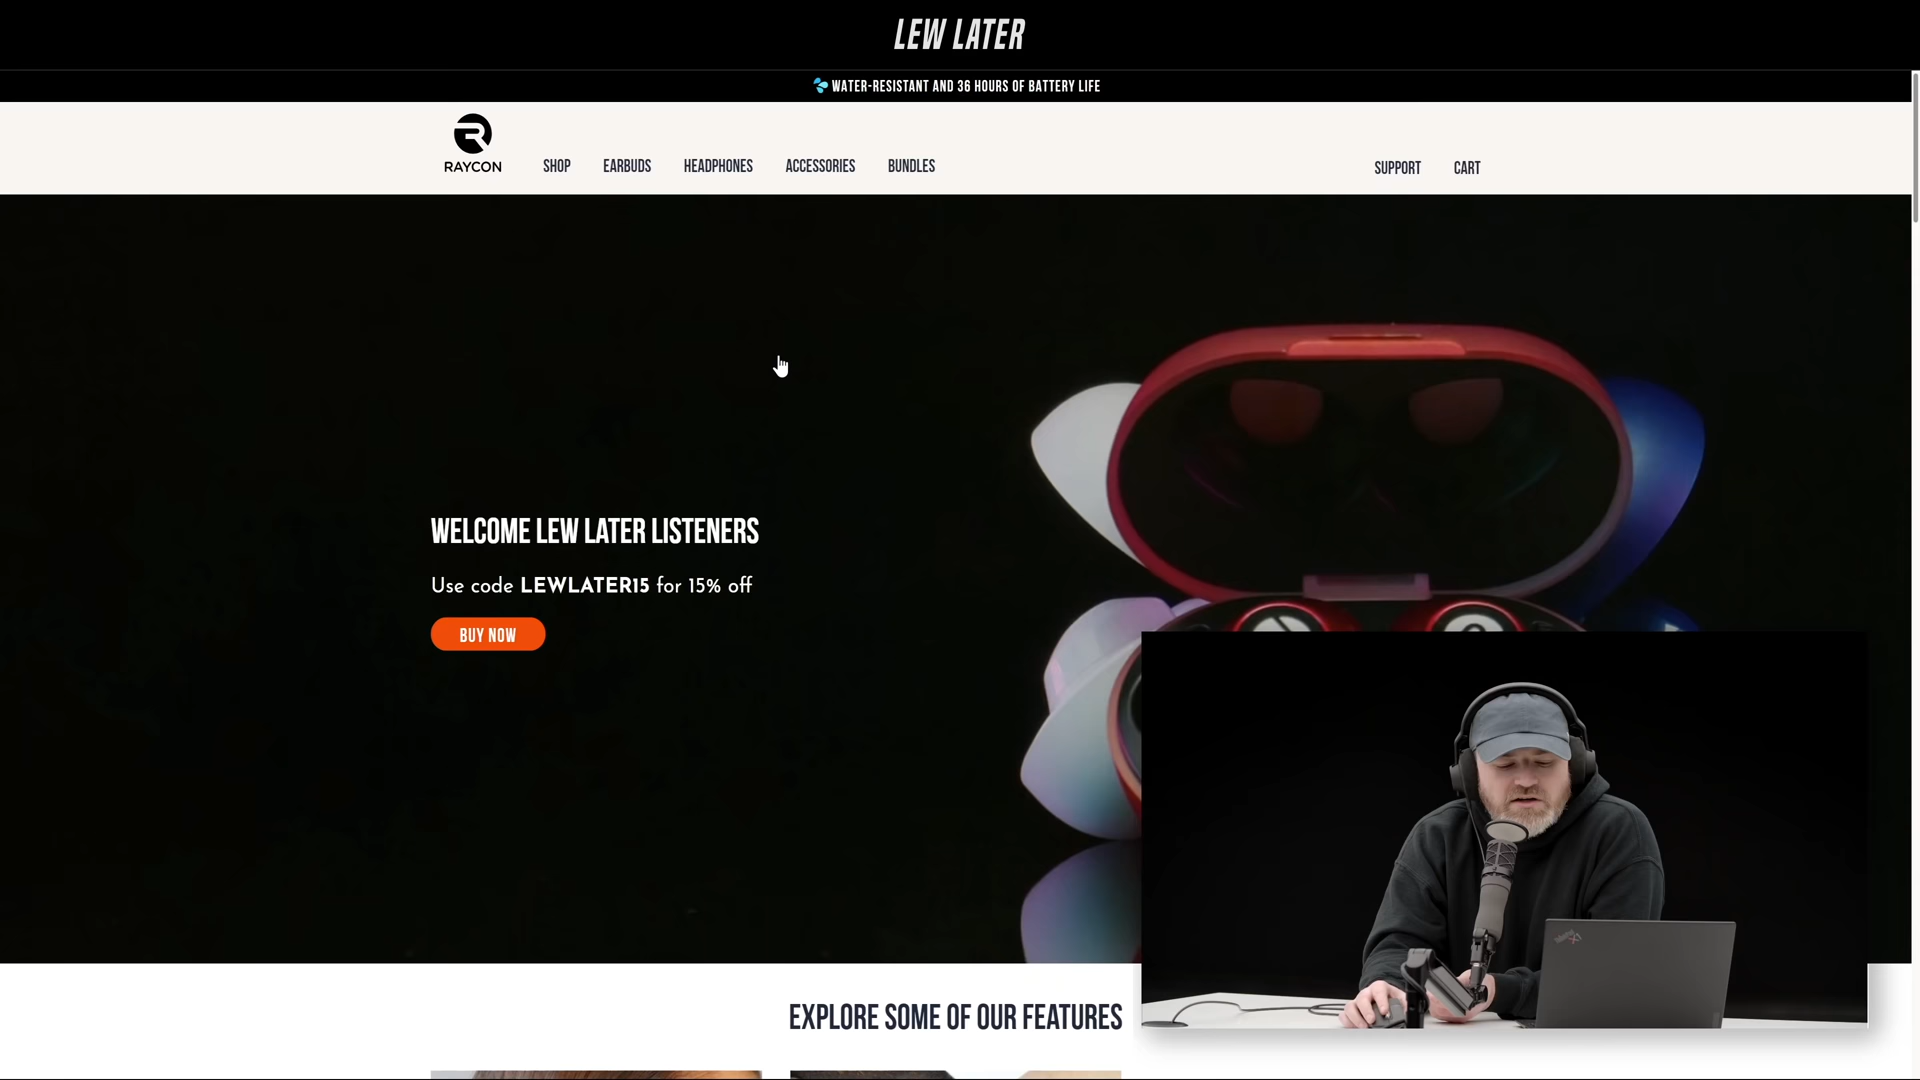 LEW LATER
WATER-RESISTANT AND 36 HOURS OF BATTERY LIFE
RAYCON
SHOP EARBUDS HEADPHONES ACCESSORIES BUNDLES
SUPPORT CART
WELCOME LEW LATER LISTENERS
Use code LEWLATER15 for 15% off
BUY NOW
EXPLORE SOME OF OUR FEATURES